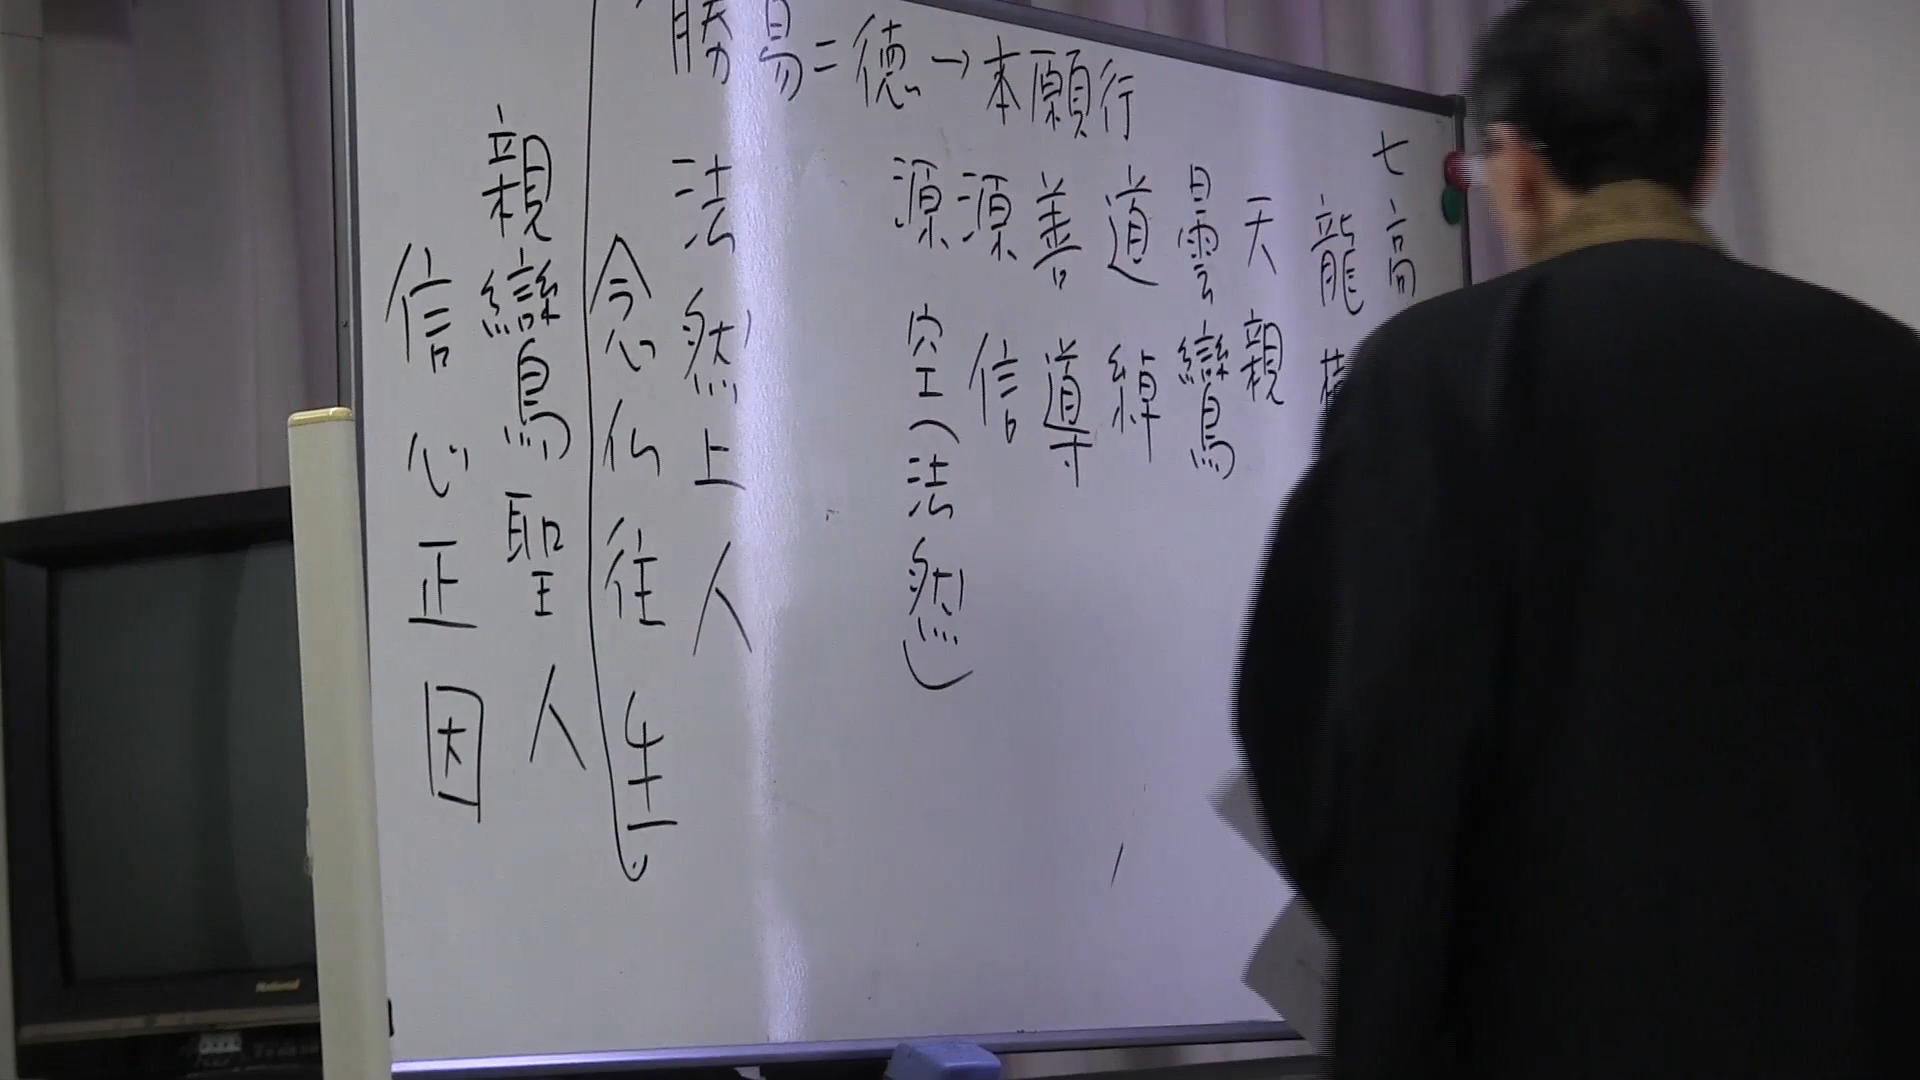 勝易=徳→本願行
七高
龍樹
天親
曇鸞
道綽
善導
源信
源空(法然)
法然上人
念仏往生
親鸞聖人
信心正因
National